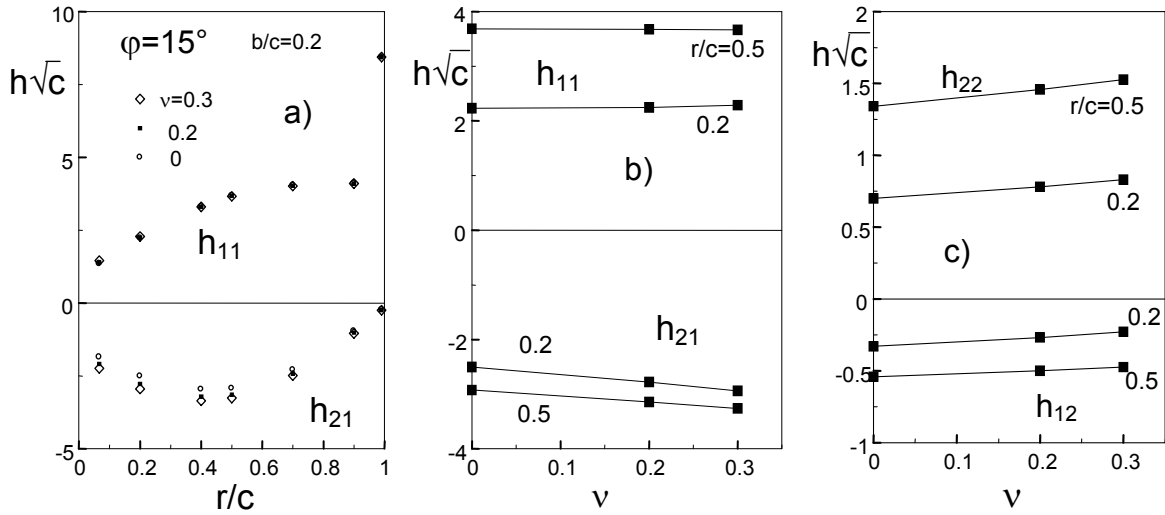 10
φ=15°
b/c=0.2
h√c
ν=0.3
0.2
0
a)
5
h11
0
h21
-5
0 0.2 0.4 0.6 0.8 1
r/c
4
h√c
r/c=0.5
h11
2
0.2
b)
0
h21
-2
0.2
0.5
-4
0 0.1 0.2 0.3
ν
2
h√c
h22
1.5
r/c=0.5
1
0.2
0.5
c)
0
0.2
-0.5
0.5
h12
-1
0 0.1 0.2 0.3
ν